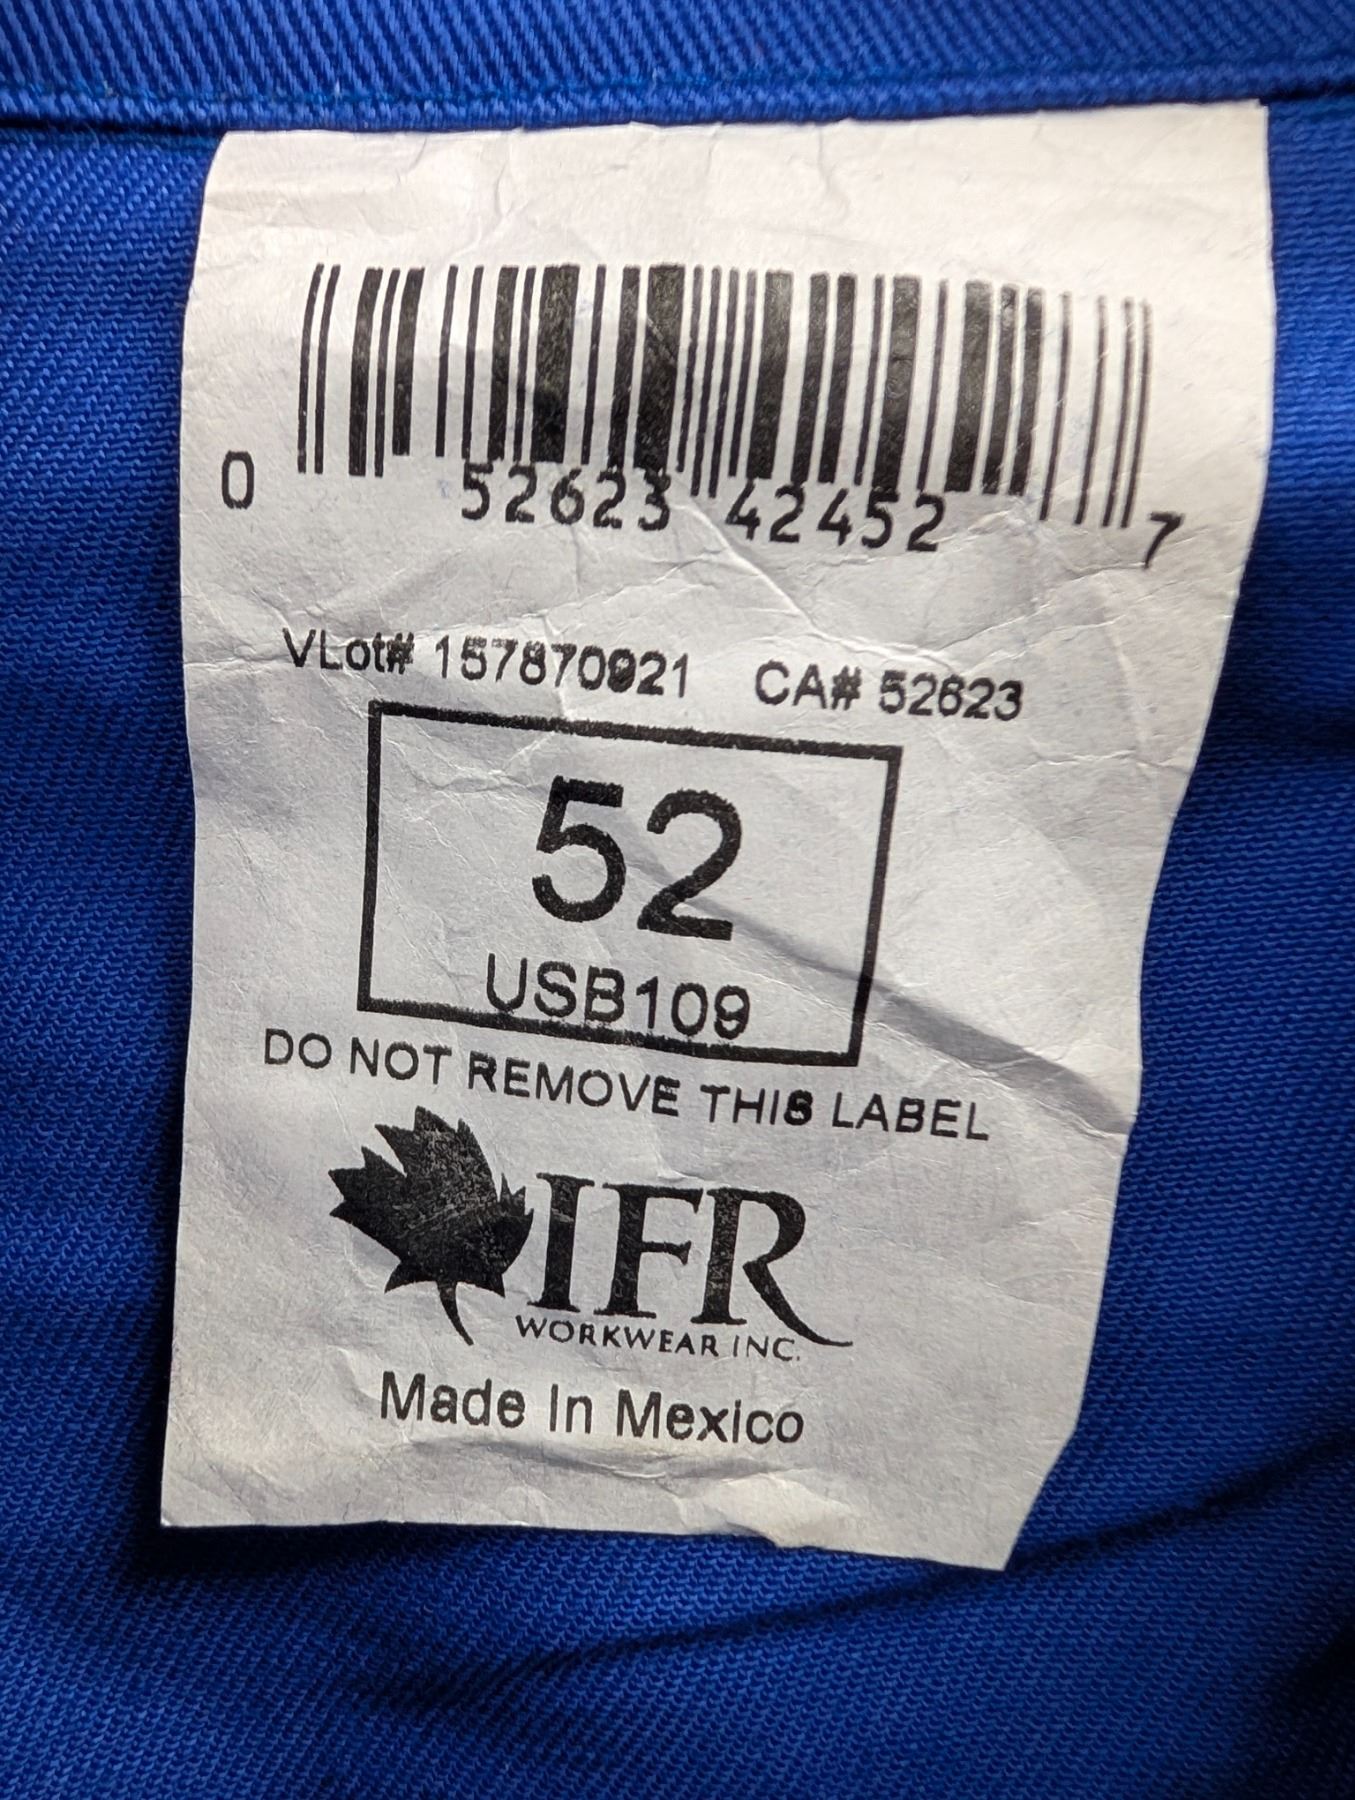 0 52623 42452 7
VLot# 157870921 CA# 52623
52
USB109
DO NOT REMOVE THIS LABEL
IFR
WORKWEAR INC.
Made In Mexico